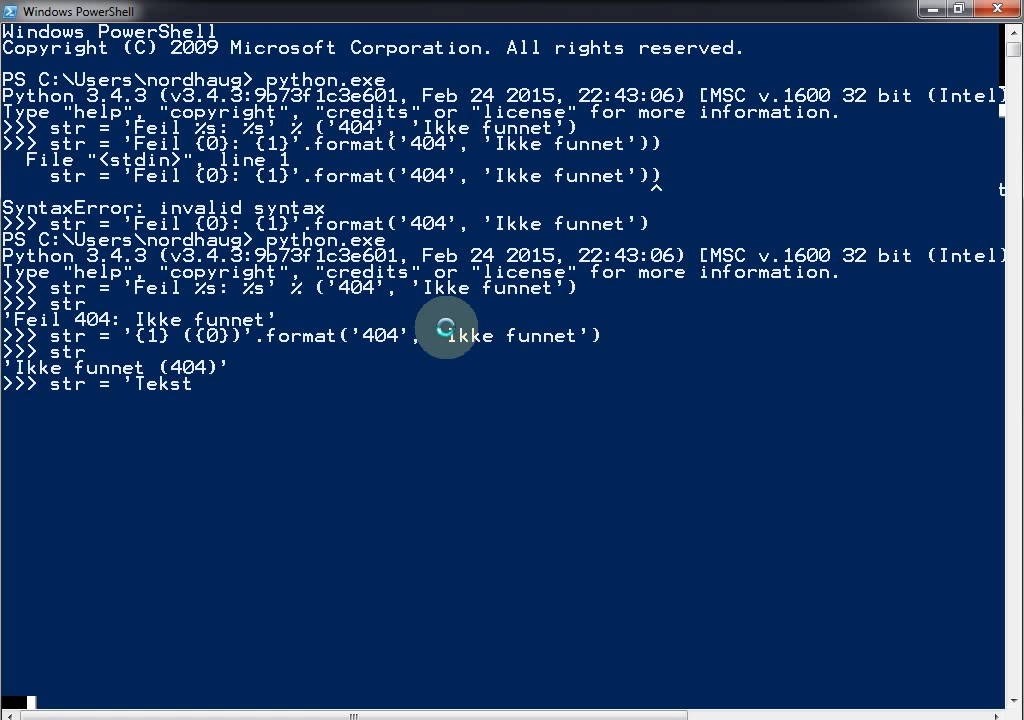 Windows PowerShell
Windows PowerShell
Copyright (C) 2009 Microsoft Corporation. All rights reserved.
PS C:\Users\nordhaug> python.exe
Python 3.4.3 (v3.4.3:9b73f1c3e601, Feb 24 2015, 22:43:06) [MSC v.1600 32 bit (Intel)
Type "help", "copyright", "credits" or "license" for more information.
>>> str = 'Feil %s: %s' % ('404', 'Ikke funnet')
>>> str = 'Feil {0}: {1}'.format('404', 'Ikke funnet'))
File "<stdin>", line 1
str = 'Feil {0}: {1}'.format('404', 'Ikke funnet'))
^
SyntaxError: invalid syntax
>>> str = 'Feil {0}: {1}'.format('404', 'Ikke funnet')
PS C:\Users\nordhaug> python.exe
Python 3.4.3 (v3.4.3:9b73f1c3e601, Feb 24 2015, 22:43:06) [MSC v.1600 32 bit (Intel)
Type "help", "copyright", "credits" or "license" for more information.
>>> str = 'Feil %s: %s' % ('404', 'Ikke funnet')
>>> str
'Feil 404: Ikke funnet'
>>> str = '{1} ({0})'.format('404', 'Ikke funnet')
>>> str
'Ikke funnet (404)'
>>> str = 'Tekst